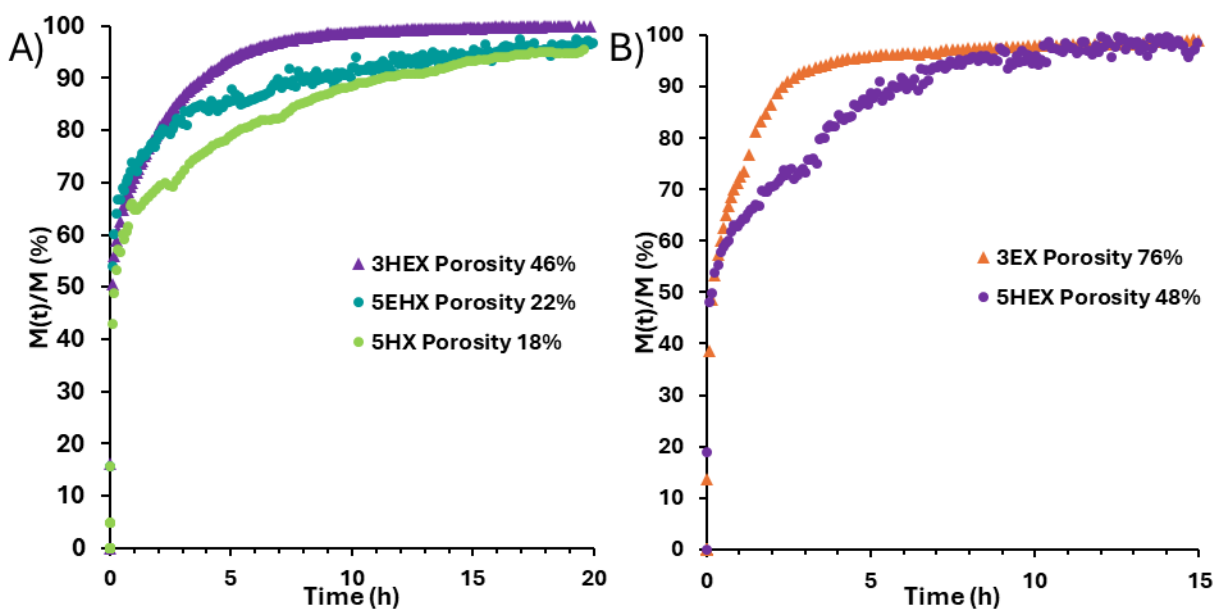 A)
M(t)/M (%)
100
90
80
70
60
50
40
30
20
10
0
3HEX Porosity 46%
5EHX Porosity 22%
5HX Porosity 18%
0 5 10 15 20
Time (h)
B)
M(t)/M (%)
100
90
80
70
60
50
40
30
20
10
0
3EX Porosity 76%
5HEX Porosity 48%
0 5 10 15
Time (h)